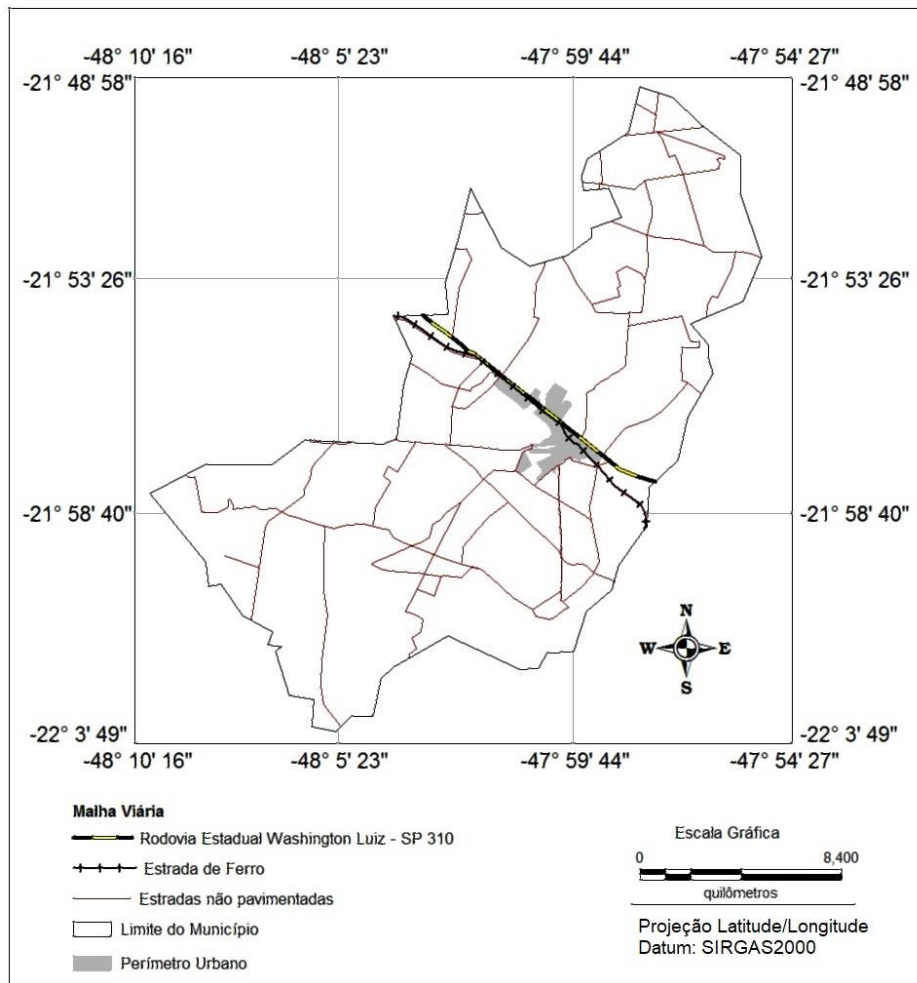 -48° 10' 16" -48° 5' 23" -47° 59' 44" -47° 54' 27"
-21° 48' 58" -21° 48' 58"
-21° 53' 26" -21° 53' 26"
-21° 58' 40" -21° 58' 40"
N
W E
S
-22° 3' 49" -22° 3' 49"
-48° 10' 16" -48° 5' 23" -47° 59' 44" -47° 54' 27"
Malha Viária
Rodovia Estadual Washington Luiz - SP 310
Estrada de Ferro
Estradas não pavimentadas
Limite do Município
Perímetro Urbano
Escala Gráfica
0 8,400
quilômetros
Projeção Latitude/Longitude
Datum: SIRGAS2000